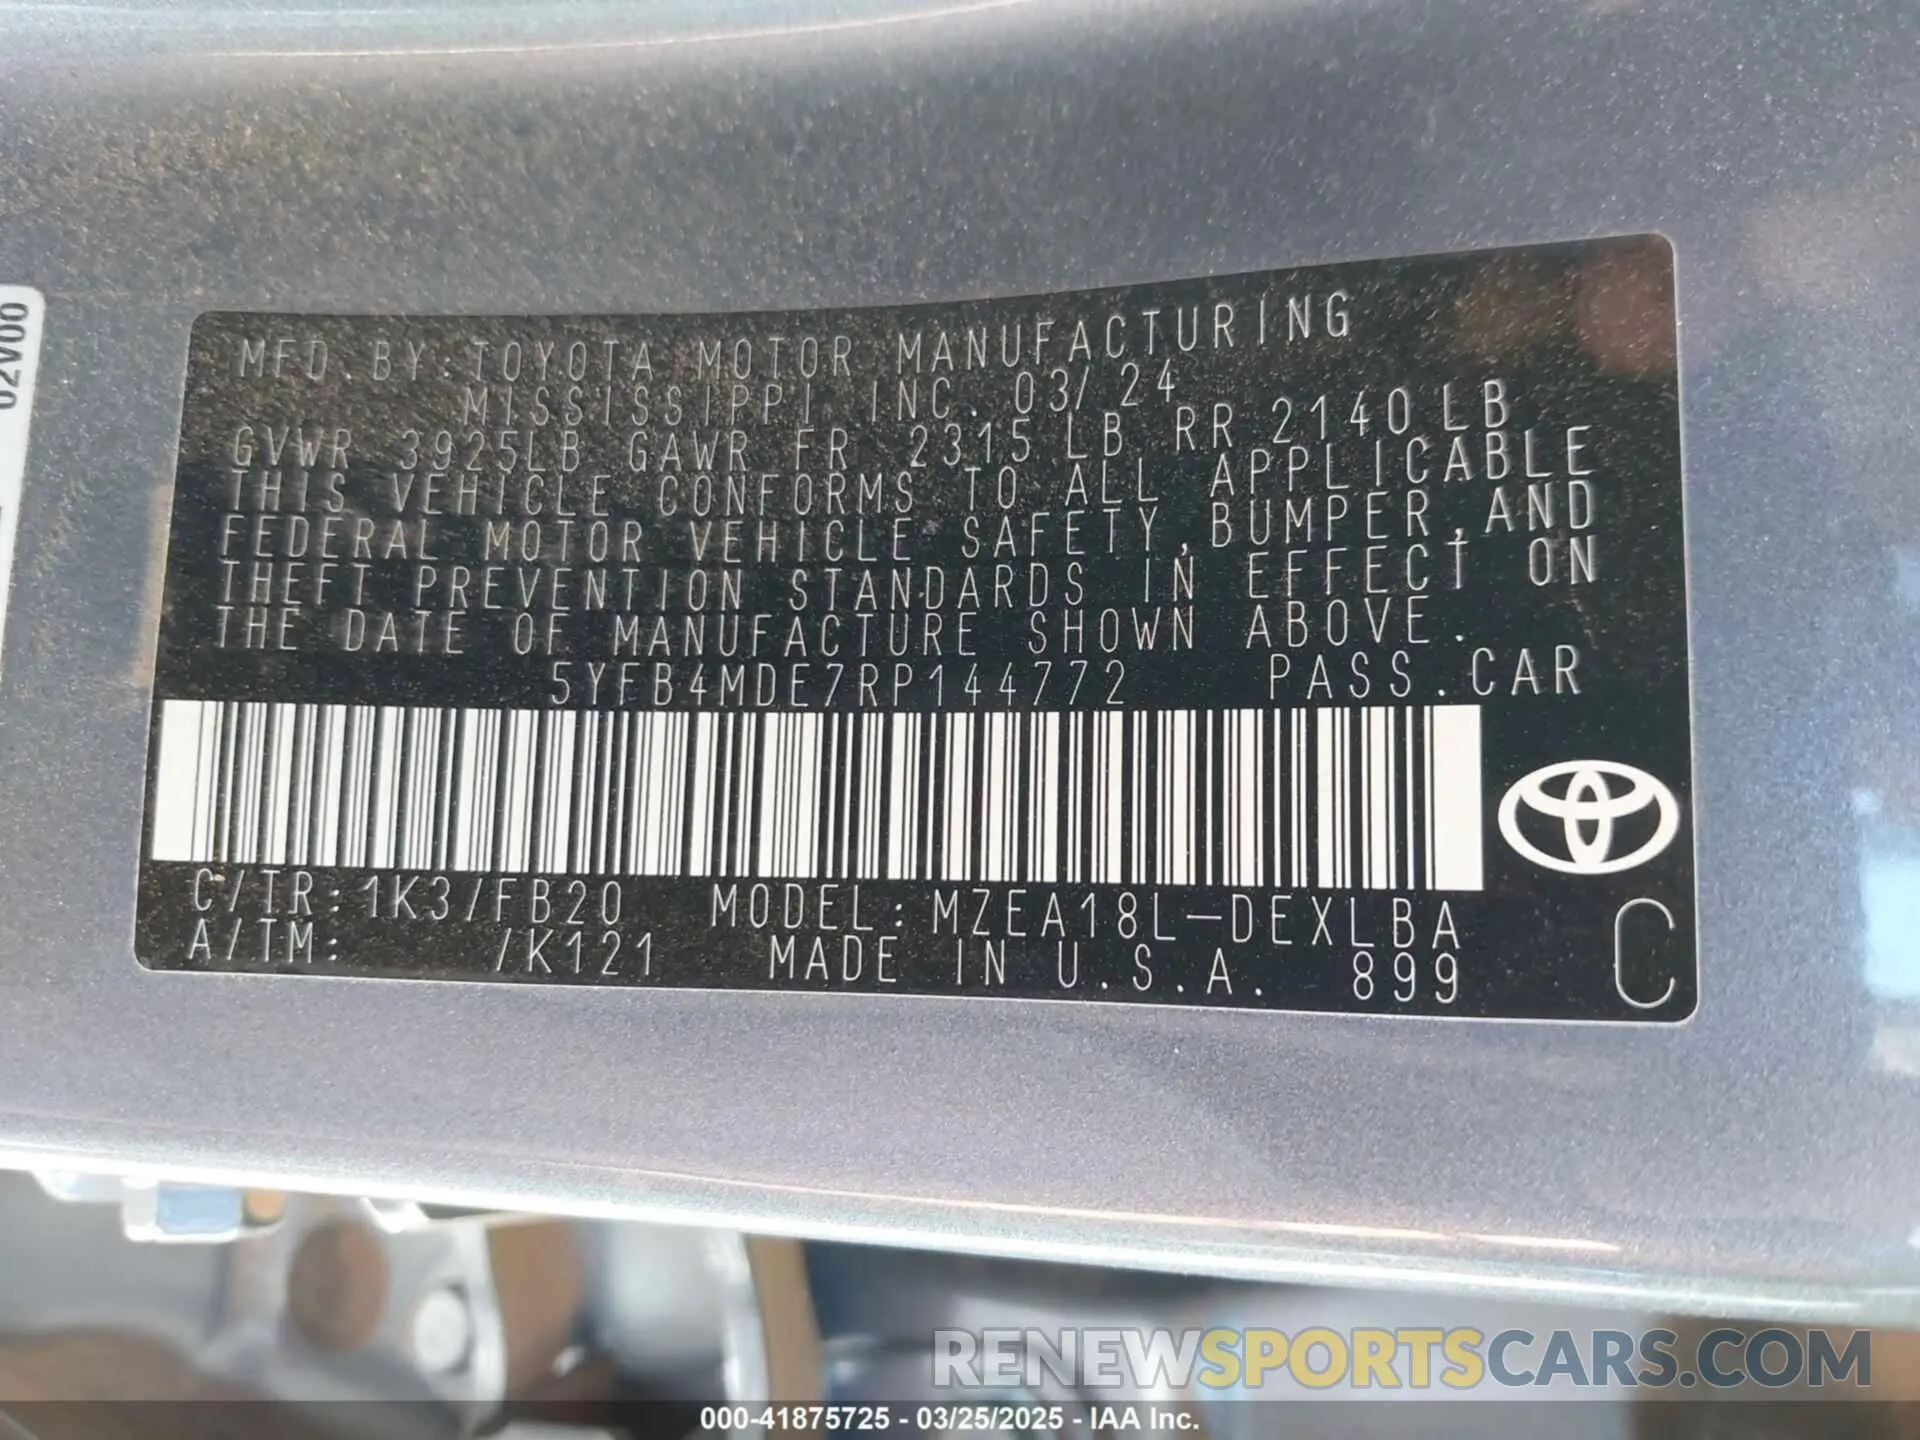 02V00
MFD. BY: TOYOTA MOTOR MANUFACTURING
MISSISSIPPI, INC. 03/24
GVWR 3925LB GAWR FR 2315LB RR 2140LB
THIS VEHICLE CONFORMS TO ALL APPLICABLE
FEDERAL MOTOR VEHICLE SAFETY, BUMPER, AND
THEFT PREVENTION STANDARDS IN EFFECT ON
THE DATE OF MANUFACTURE SHOWN ABOVE.
5YFB4MDE7RP144772 PASS. CAR
C/TR: 1K3/FB20 MODEL: MZEA18L-DEXLBA
A/TM: /K121 MADE IN U.S.A. 899
C
RENEWSPORTSCARS.COM
000-41875725 - 03/25/2025 - IAA Inc.